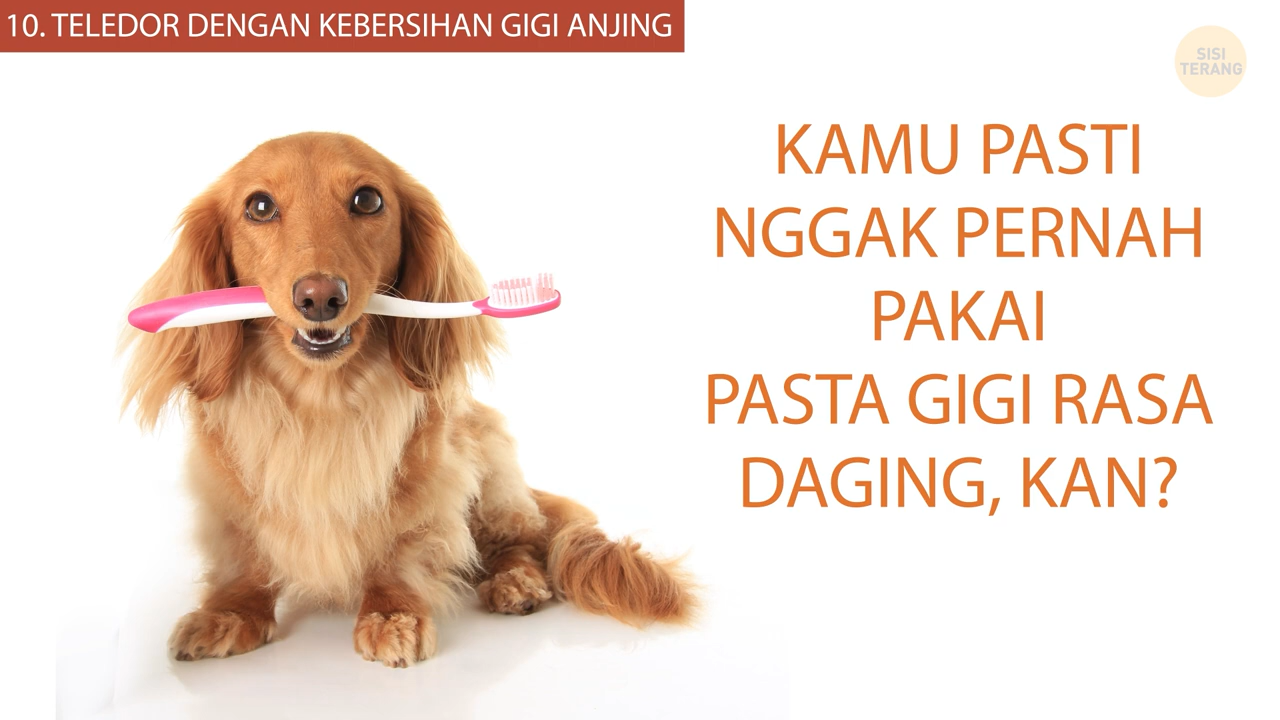 10. TELEDOR DENGAN KEBERSIHAN GIGI ANJING
SISI
TERANG
KAMU PASTI
NGGAK PERNAH
PAKAI
PASTA GIGI RASA
DAGING, KAN?